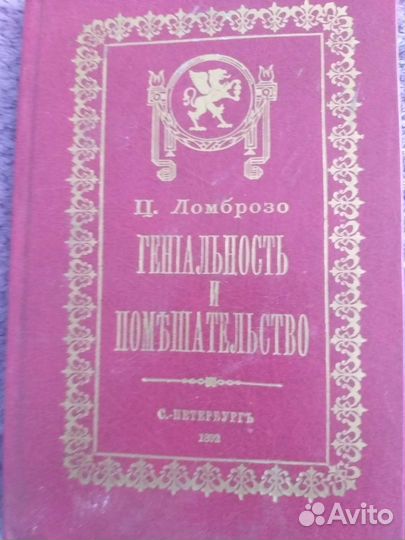 Ц. Ломброзо
ГЕНІАЛЬНОСТЬ
И
ПОМѢШАТЕЛЬСТВО
С.-ПЕТЕРБУРГЪ
1892
Avito